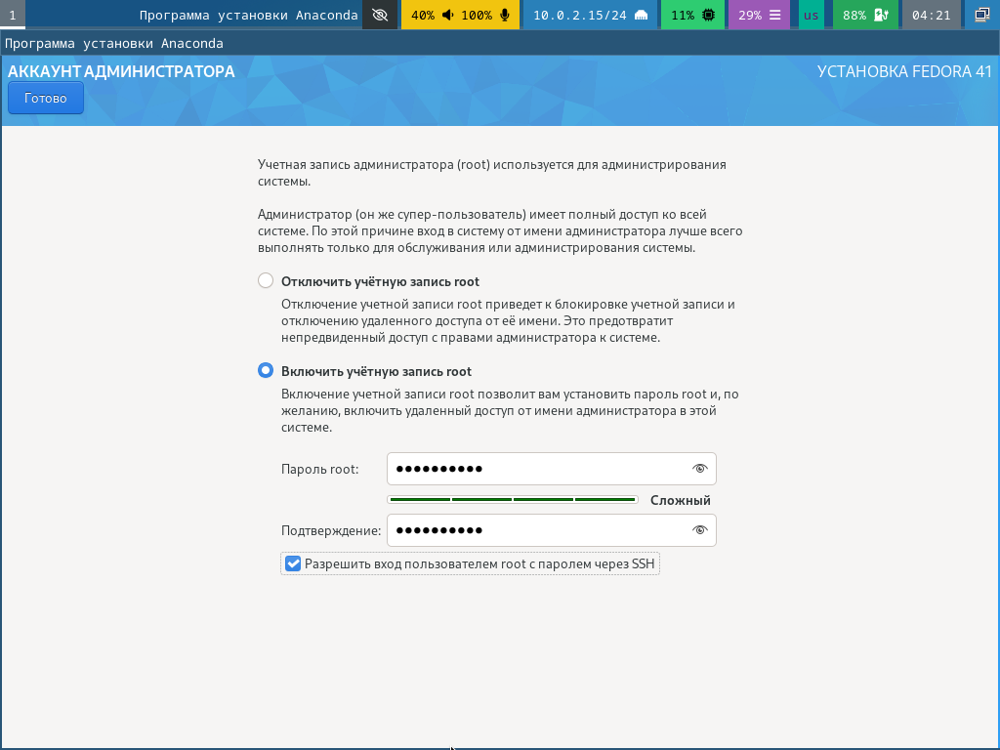 1 Программа установки Anaconda 40% 100% 10.0.2.15/24 11% 29% us 88% 04:21
Программа установки Anaconda
АККАУНТ АДМИНИСТРАТОРА
УСТАНОВКА FEDORA 41
Готово
Учетная запись администратора (root) используется для администрирования
системы.
Администратор (он же супер-пользователь) имеет полный доступ ко всей
системе. По этой причине вход в систему от имени администратора лучше всего
выполнять только для обслуживания или администрирования системы.
Отключить учётную запись root
Отключение учетной записи root приведет к блокировке учетной записи и
отключению удаленного доступа от её имени. Это предотвратит
непредвиденный доступ с правами администратора к системе.
Включить учётную запись root
Включение учетной записи root позволит вам установить пароль root и, по
желанию, включить удаленный доступ от имени администратора в этой
системе.
Пароль root: ●●●●●●●●●●
Сложный
Подтверждение: ●●●●●●●●●●
Разрешить вход пользователем root с паролем через SSH